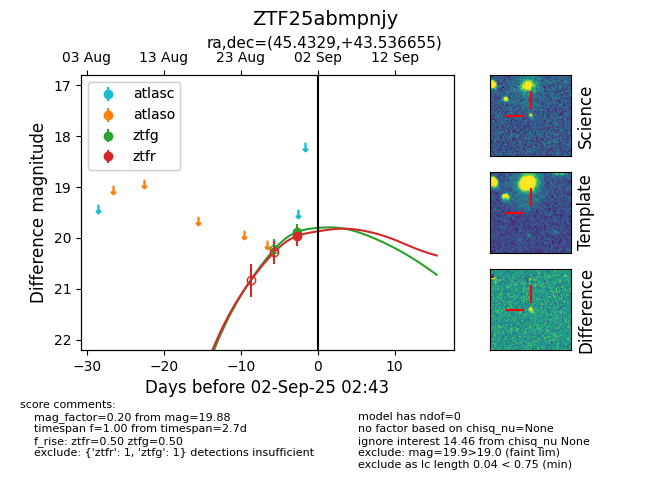 ZTF25abmpnjy
ra,dec=(45.4329,+43.536655)
03 Aug 13 Aug 23 Aug 02 Sep 12 Sep
17
18
19
20
21
22
Difference magnitude
atlasc
atlaso
ztfg
ztfr
−30 −20 −10 0 10
Days before 02-Sep-25 02:43
Science
Template
Difference
score comments:
mag_factor=0.20 from mag=19.88
timespan f=1.00 from timespan=2.7d
f_rise: ztfr=0.50 ztfg=0.50
exclude: {'ztfr': 1, 'ztfg': 1} detections insufficient
model has ndof=0
no factor based on chisq_nu=None
ignore interest 14.46 from chisq_nu None
exclude: mag=19.9>19.0 (faint lim)
exclude as lc length 0.04 < 0.75 (min)